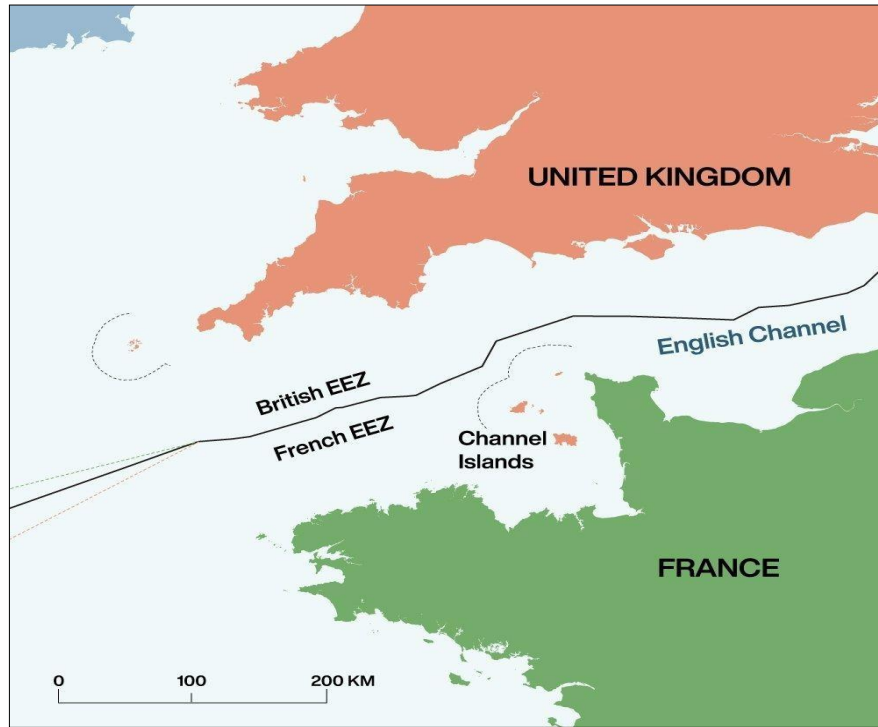 UNITED KINGDOM
English Channel
British EEZ
French EEZ
Channel
Islands
FRANCE
0 100 200 KM